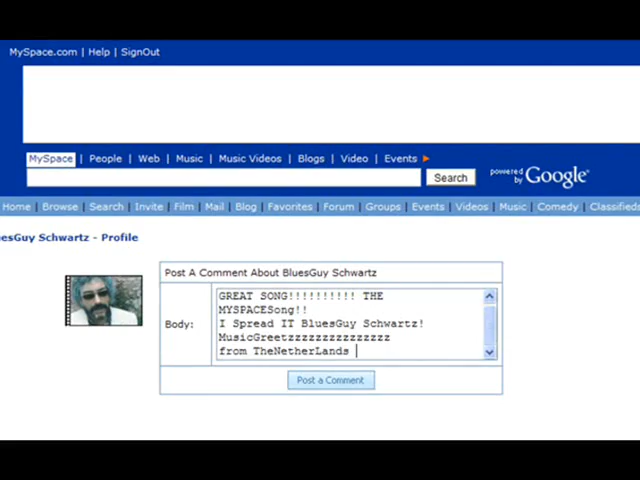 MySpace.com | Help | SignOut
MySpace | People | Web | Music | Music Videos | Blogs | Video | Events
Search powered by Google
Home | Browse | Search | Invite | Film | Mail | Blog | Favorites | Forum | Groups | Events | Videos | Music | Comedy | Classifieds
uesGuy Schwartz - Profile
Post A Comment About BluesGuy Schwartz
GREAT SONG!!!!!!!!!! THE
MYSPACESong!!
Body: I Spread IT BluesGuy Schwartz!
MusicGreetzzzzzzzzzzzzzzz
from TheNetherLands
Post a Comment